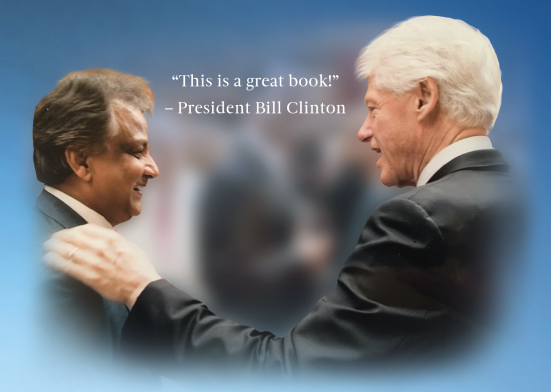 “This is a great book!”
– President Bill Clinton